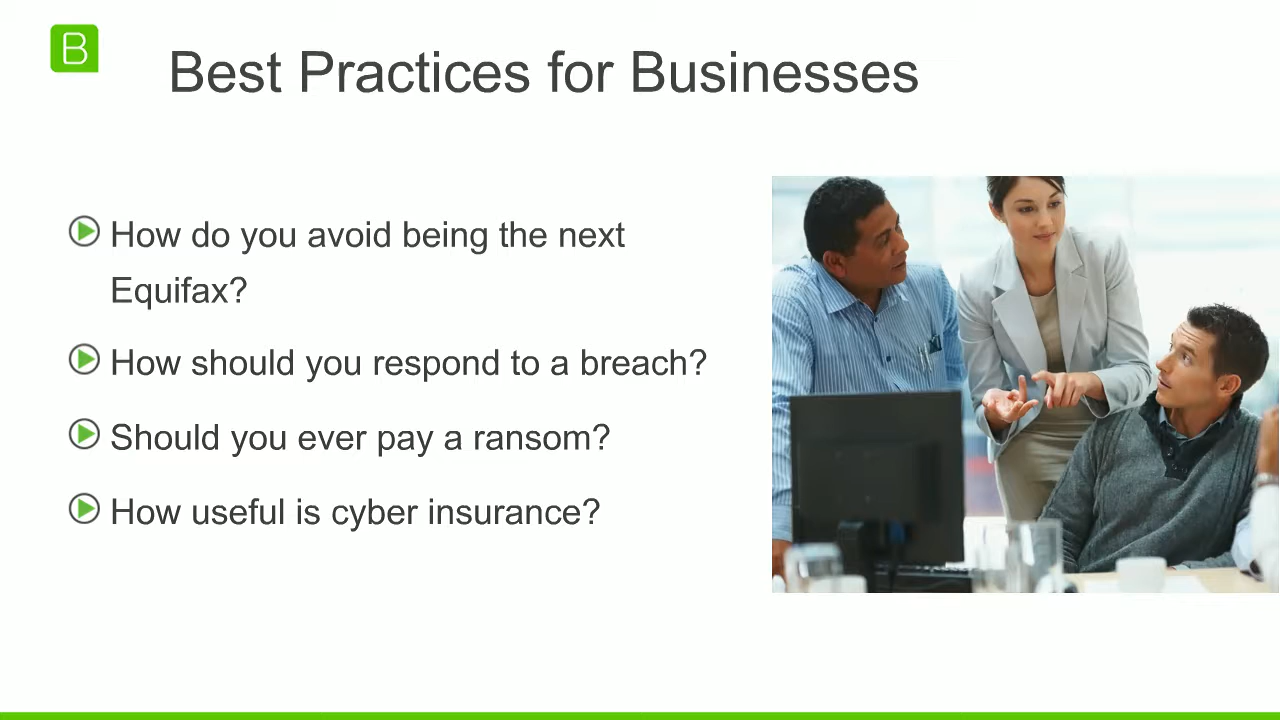 B
Best Practices for Businesses
How do you avoid being the next
Equifax?
How should you respond to a breach?
Should you ever pay a ransom?
How useful is cyber insurance?